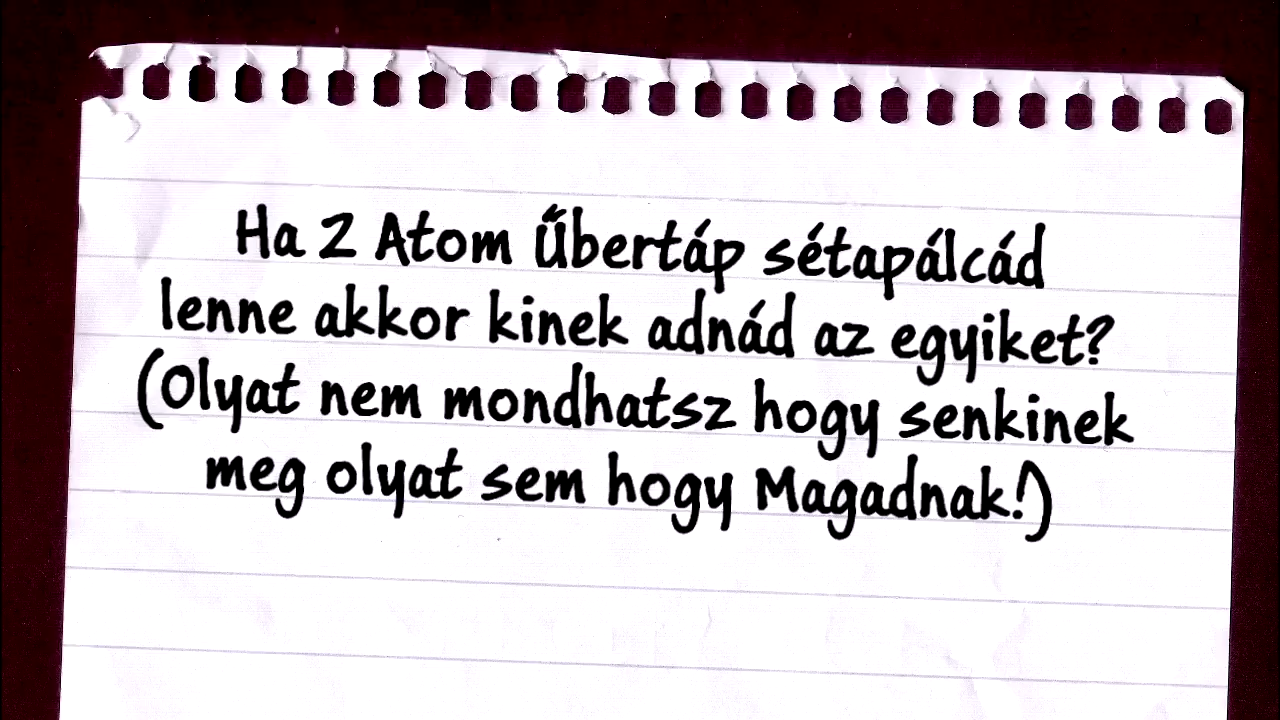 Ha 2 Atom Űbertáp sétapálcád
lenne akkor kinek adnád az egyiket?
(Olyat nem mondhatsz hogy senkinek
meg olyat sem hogy Magadnak!)